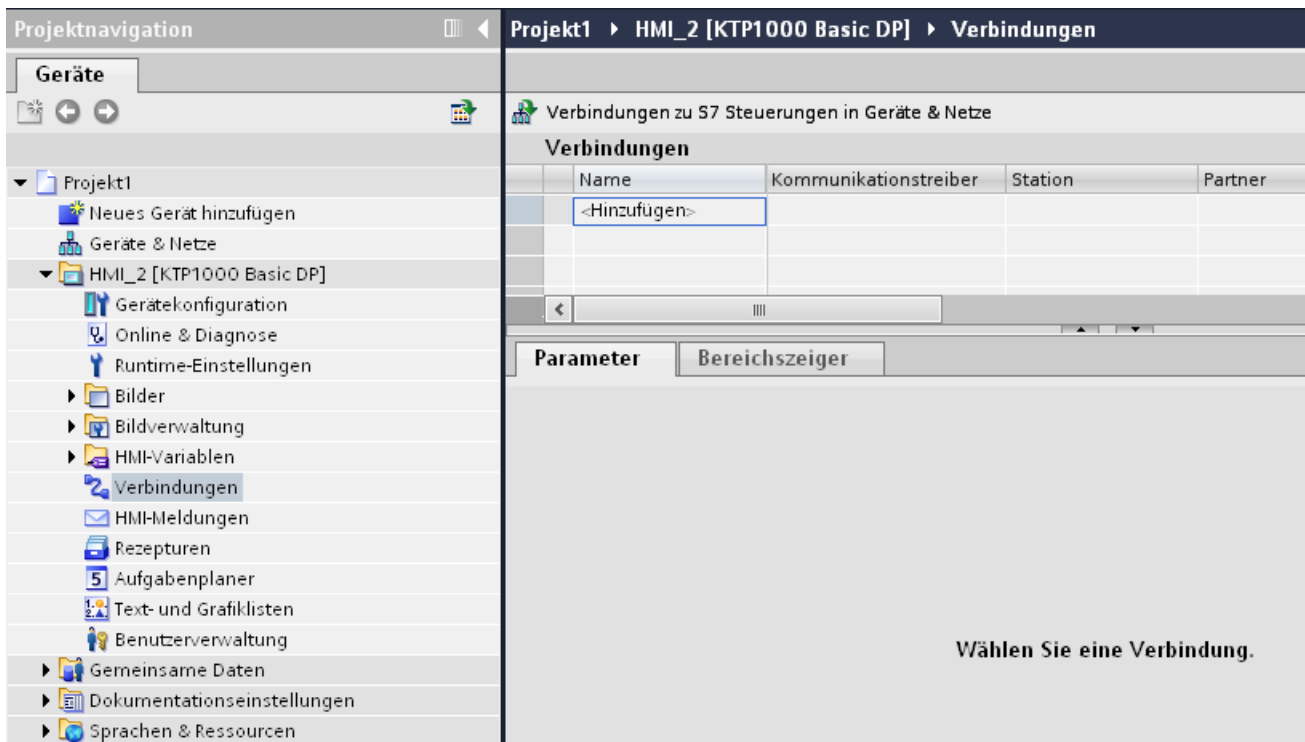 Projektnavigation
Projekt1 ▸ HMI_2 [KTP1000 Basic DP] ▸ Verbindungen
Geräte
Verbindungen zu S7 Steuerungen in Geräte & Netze
Verbindungen
Name Kommunikationstreiber Station Partner
<Hinzufügen>
Parameter Bereichszeiger
Wählen Sie eine Verbindung.
Projekt1
Neues Gerät hinzufügen
Geräte & Netze
HMI_2 [KTP1000 Basic DP]
Gerätekonfiguration
Online & Diagnose
Runtime-Einstellungen
Bilder
Bildverwaltung
HMI-Variablen
Verbindungen
HMI-Meldungen
Rezepturen
Aufgabenplaner
Text- und Grafiklisten
Benutzerverwaltung
Gemeinsame Daten
Dokumentationseinstellungen
Sprachen & Ressourcen